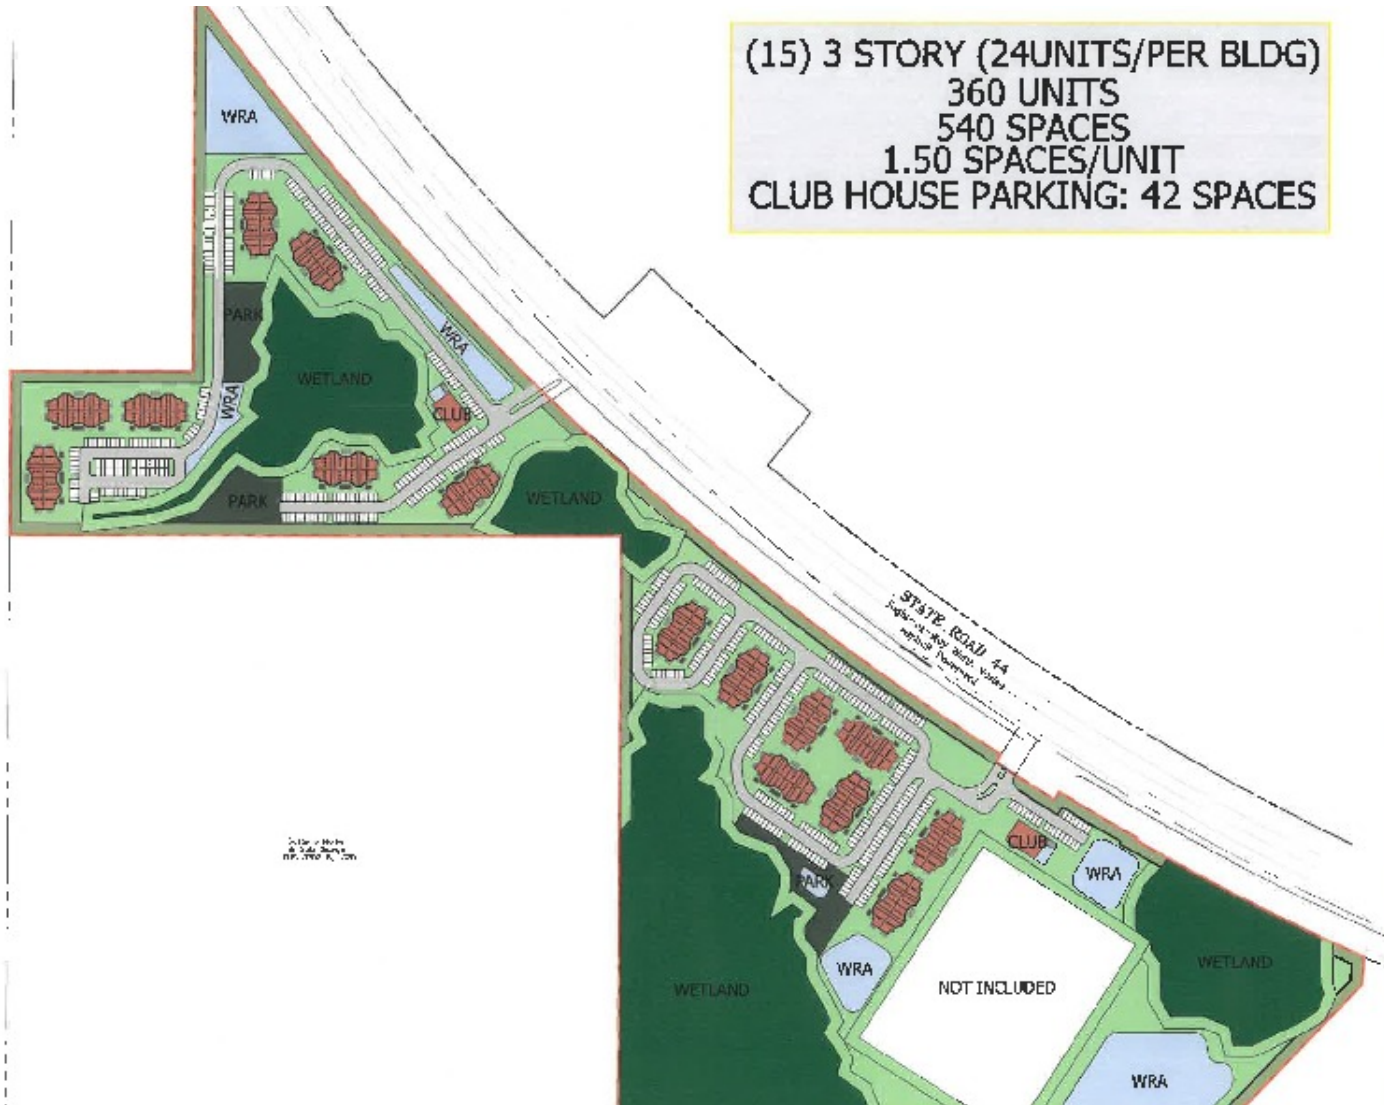 (15) 3 STORY (24UNITS/PER BLDG)
360 UNITS
540 SPACES
1.50 SPACES/UNIT
CLUB HOUSE PARKING: 42 SPACES
WRA
PARK
WRA
WETLAND
WRA
CLUB
PARK
WETLAND
STATE ROAD 44
CLUB
WRA
PARK
WRA
WETLAND
NOT INCLUDED
WETLAND
WRA